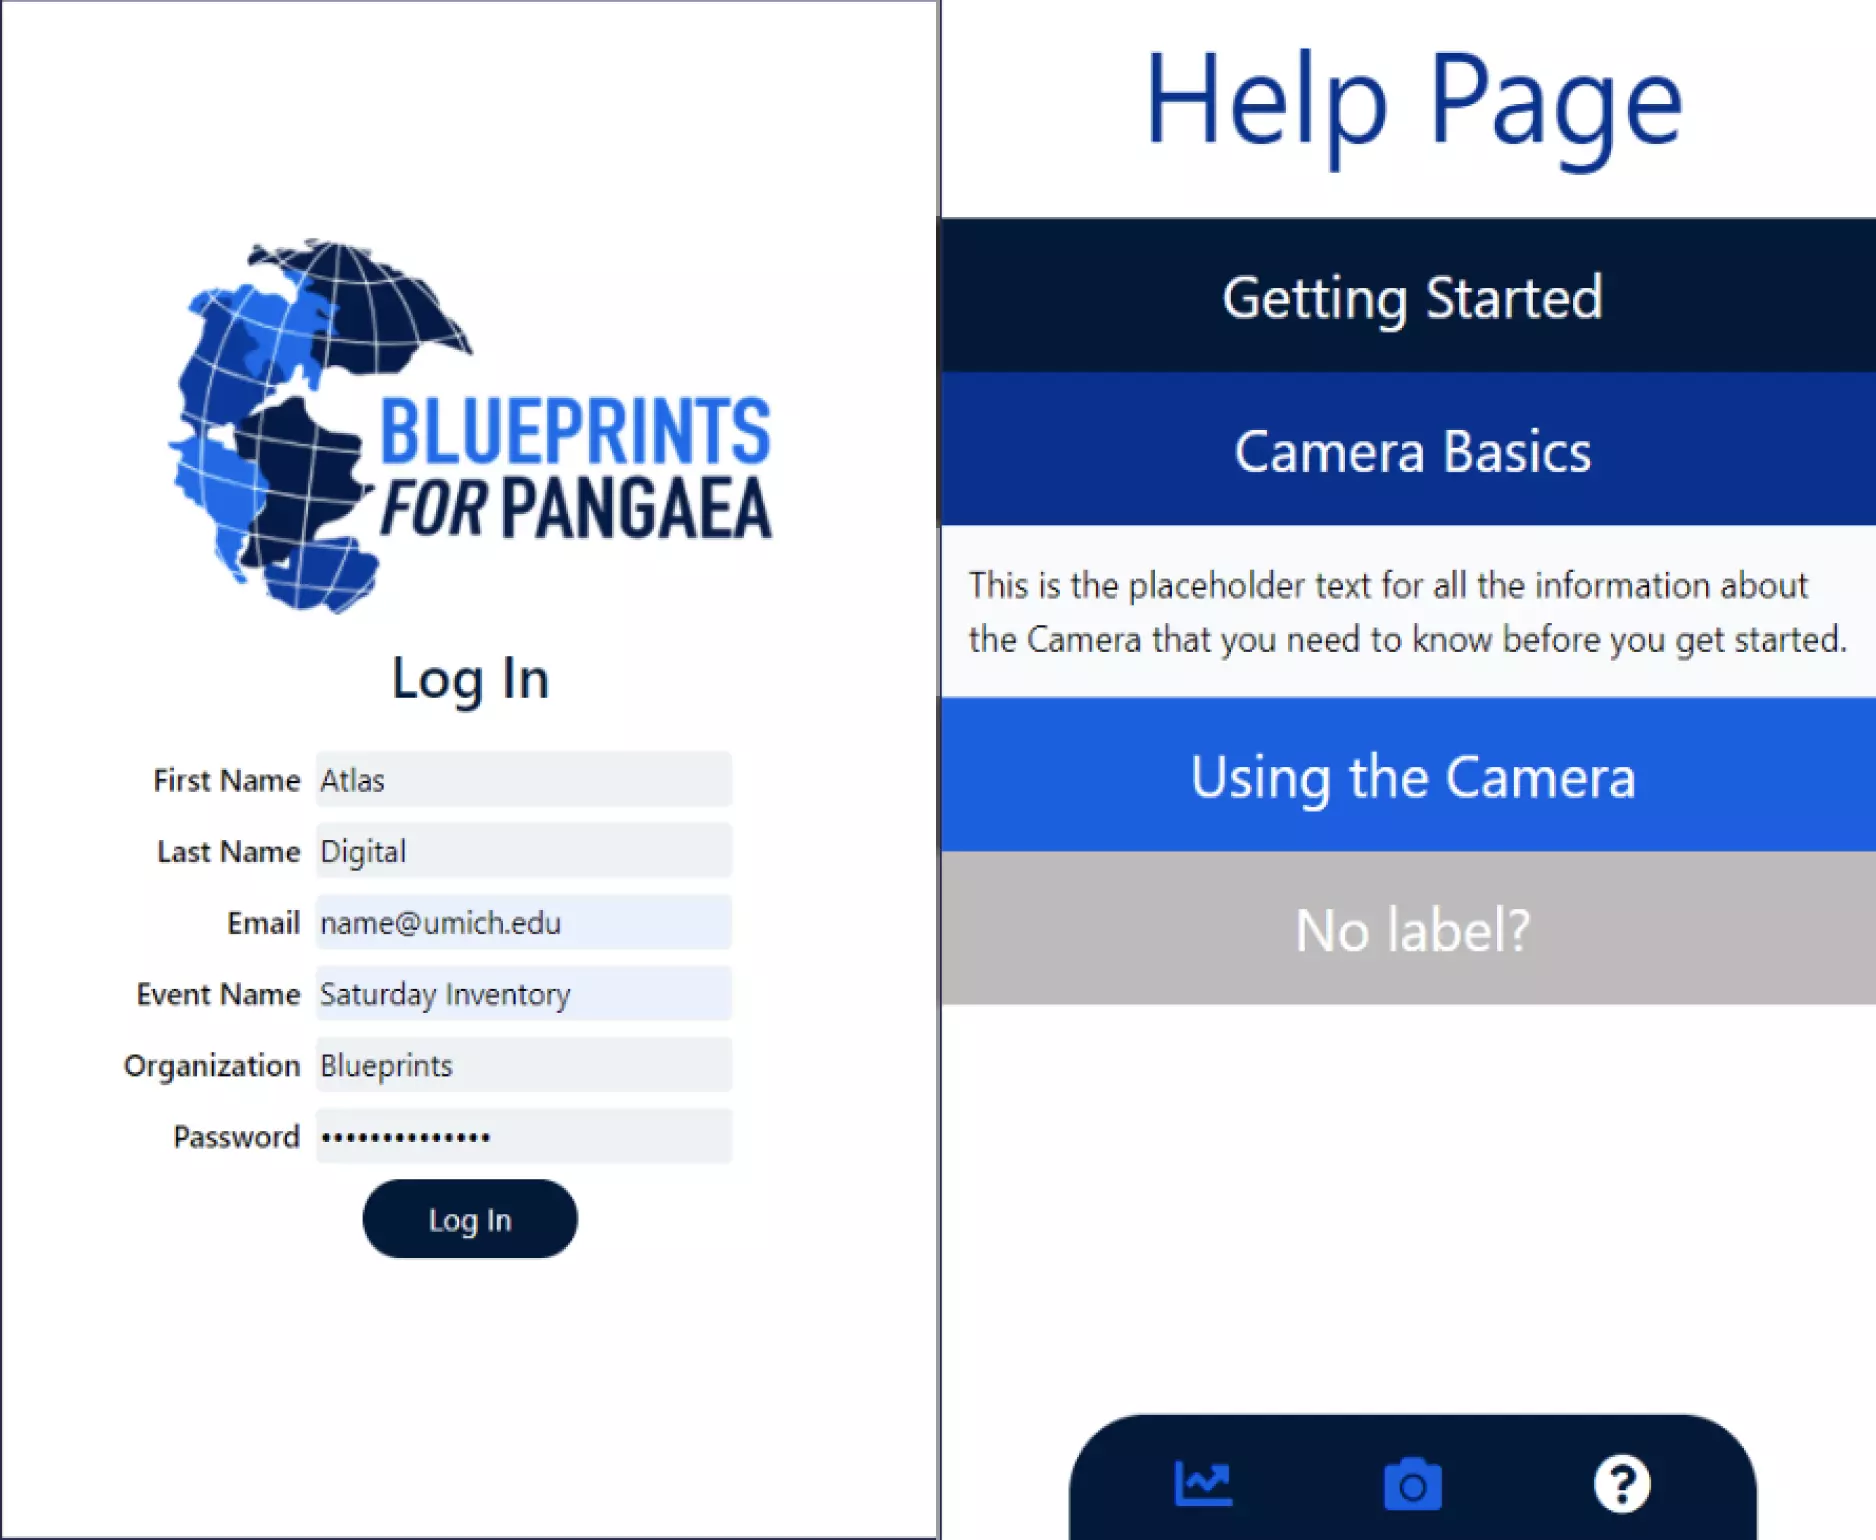 BLUEPRINTS
FOR PANGAEA
Log In
First Name Atlas
Last Name Digital
Email name@umich.edu
Event Name Saturday Inventory
Organization Blueprints
Password ••••••••••••••
Log In
Help Page
Getting Started
Camera Basics
This is the placeholder text for all the information about
the Camera that you need to know before you get started.
Using the Camera
No label?
?